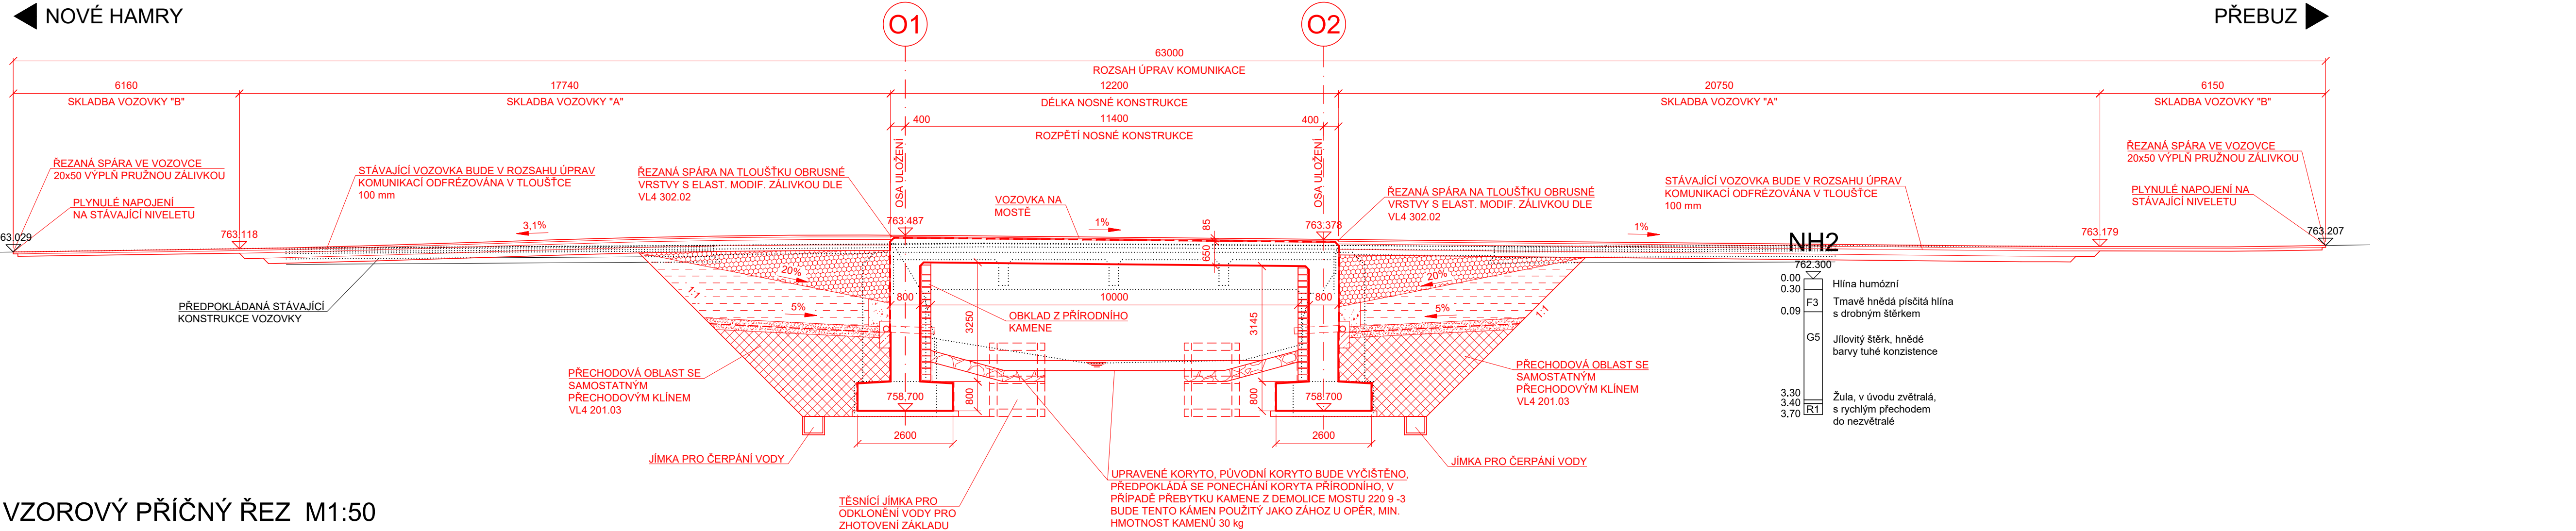 NOVÉ HAMRY
O1
O2
PŘEBUZ
63000
ROZSAH ÚPRAV KOMUNIKACE
6160
17740
12200
20750
6150
SKLADBA VOZOVKY "B"
SKLADBA VOZOVKY "A"
DÉLKA NOSNÉ KONSTRUKCE
SKLADBA VOZOVKY "A"
SKLADBA VOZOVKY "B"
400
11400
400
ROZPĚTÍ NOSNÉ KONSTRUKCE
OSA ULOŽENÍ
OSA ULOŽENÍ
ŘEZANÁ SPÁRA VE VOZOVCE
20x50 VÝPLŇ PRUŽNOU ZÁLIVKOU
PLYNULÉ NAPOJENÍ
NA STÁVAJÍCÍ NIVELETU
STÁVAJÍCÍ VOZOVKA BUDE V ROZSAHU ÚPRAV
KOMUNIKACÍ ODFRÉZOVÁNA V TLOUŠŤCE
100 mm
ŘEZANÁ SPÁRA NA TLOUŠŤKU OBRUSNÉ
VRSTVY S ELAST. MODIF. ZÁLIVKOU DLE
VL4 302.02
VOZOVKA NA
MOSTĚ
ŘEZANÁ SPÁRA NA TLOUŠŤKU OBRUSNÉ
VRSTVY S ELAST. MODIF. ZÁLIVKOU DLE
VL4 302.02
STÁVAJÍCÍ VOZOVKA BUDE V ROZSAHU ÚPRAV
KOMUNIKACÍ ODFRÉZOVÁNA V TLOUŠŤCE
100 mm
ŘEZANÁ SPÁRA VE VOZOVCE
20x50 VÝPLŇ PRUŽNOU ZÁLIVKOU
PLYNULÉ NAPOJENÍ NA
STÁVAJÍCÍ NIVELETU
63.029
763.118
3,1%
763.487
1%
85
650
763.378
1%
763.179
763.207
PŘEDPOKLÁDANÁ STÁVAJÍCÍ
KONSTRUKCE VOZOVKY
1:1
20%
5%
800
10000
800
20%
5%
1:1
OBKLAD Z PŘÍRODNÍHO
KAMENE
3250
3145
PŘECHODOVÁ OBLAST SE
SAMOSTATNÝM
PŘECHODOVÝM KLÍNEM
VL4 201.03
PŘECHODOVÁ OBLAST SE
SAMOSTATNÝM
PŘECHODOVÝM KLÍNEM
VL4 201.03
758.700
800
800
758.700
2600
2600
JÍMKA PRO ČERPÁNÍ VODY
JÍMKA PRO ČERPÁNÍ VODY
TĚSNÍCÍ JÍMKA PRO
ODKLONĚNÍ VODY PRO
ZHOTOVENÍ ZÁKLADU
UPRAVENÉ KORYTO, PŮVODNÍ KORYTO BUDE VYČIŠTĚNO,
PŘEDPOKLÁDÁ SE PONECHÁNÍ KORYTA PŘÍRODNÍHO, V
PŘÍPADĚ PŘEBYTKU KAMENE Z DEMOLICE MOSTU 220 9 -3
BUDE TENTO KÁMEN POUŽITÝ JAKO ZÁHOZ U OPĚR, MIN.
HMOTNOST KAMENŮ 30 kg
NH2
762.300
0.00
Hlína humózní
0.30
F3
Tmavě hnědá písčitá hlína
s drobným štěrkem
0.09
G5
Jílovitý štěrk, hnědé
barvy tuhé konzistence
3.30
3.40
R1
3.70
Žula, v úvodu zvětralá,
s rychlým přechodem
do nezvětralé
VZOROVÝ PŘÍČNÝ ŘEZ M1:50